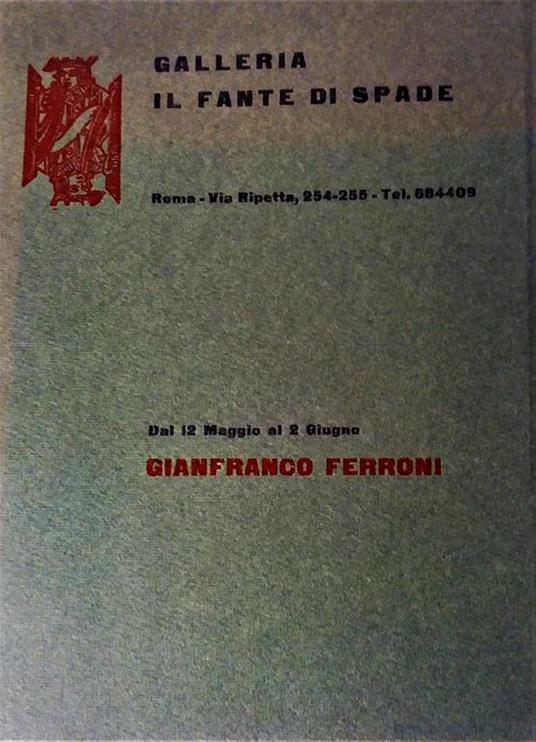 GALLERIA
IL FANTE DI SPADE
Roma - Via Ripetta, 254-255 - Tel. 684409
Dal 12 Maggio al 2 Giugno
GIANFRANCO FERRONI